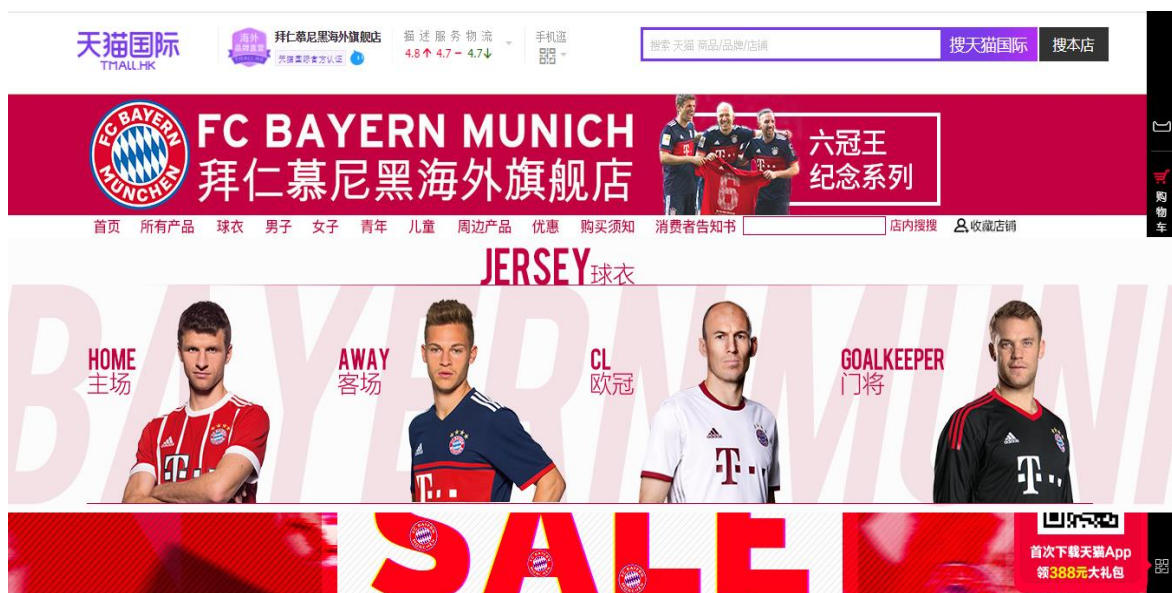 天猫国际
TMALL.HK
海外
品牌直营
TMALL.HK
拜仁慕尼黑海外旗舰店
天猫国际官方认证
描述 服务 物流
4.8↑ 4.7 − 4.7↓
手机逛
搜索 天猫 商品/品牌/店铺
搜天猫国际
搜本店
FC BAYERN
MÜNCHEN
FC BAYERN MUNICH
拜仁慕尼黑海外旗舰店
六冠王
纪念系列
首页 所有产品 球衣 男子 女子 青年 儿童 周边产品 优惠 购买须知 消费者告知书 店内搜搜 收藏店铺
购物车
JERSEY球衣
BAYERN MUNI
HOME
主场
AWAY
客场
CL
欧冠
GOALKEEPER
门将
adidas
T
SALE
首次下载天猫App
领388元大礼包